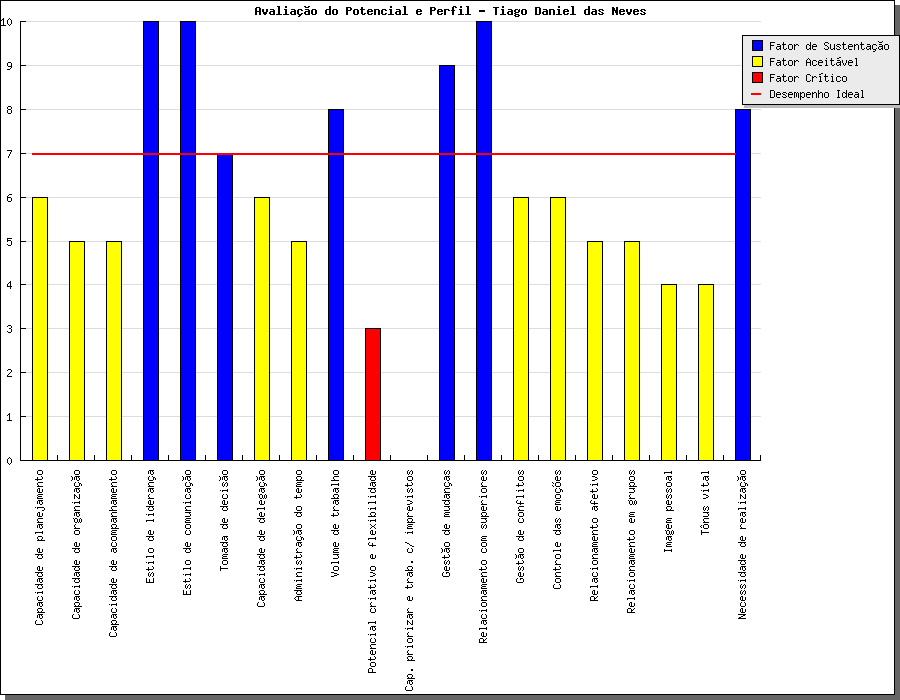 Avaliação do Potencial e Perfil - Tiago Daniel das Neves
Fator de Sustentação
Fator Aceitável
Fator Crítico
Desempenho Ideal
10
9
8
7
6
5
4
3
2
1
0
Capacidade de planejamento
Capacidade de organização
Capacidade de acompanhamento
Estilo de liderança
Estilo de comunicação
Tomada de decisão
Capacidade de delegação
Administração do tempo
Volume de trabalho
Potencial criativo e flexibilidade
Cap. priorizar e trab. c/ imprevistos
Gestão de mudanças
Relacionamento com superiores
Gestão de conflitos
Controle das emoções
Relacionamento afetivo
Relacionamento em grupos
Imagem pessoal
Tônus vital
Necessidade de realização